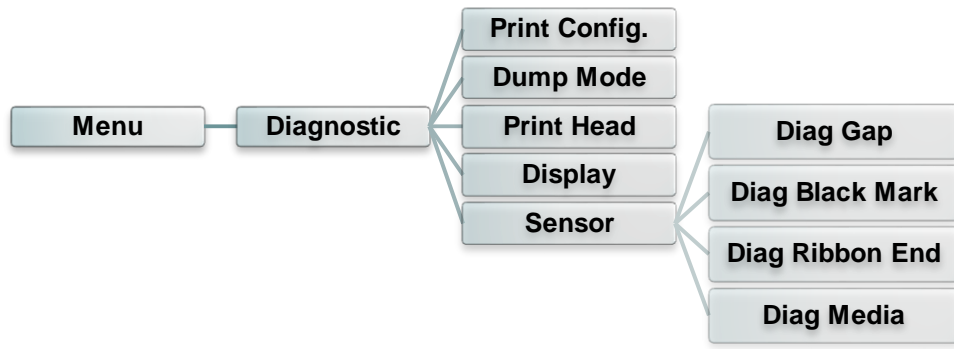 Menu
Diagnostic
Print Config.
Dump Mode
Print Head
Display
Sensor
Diag Gap
Diag Black Mark
Diag Ribbon End
Diag Media